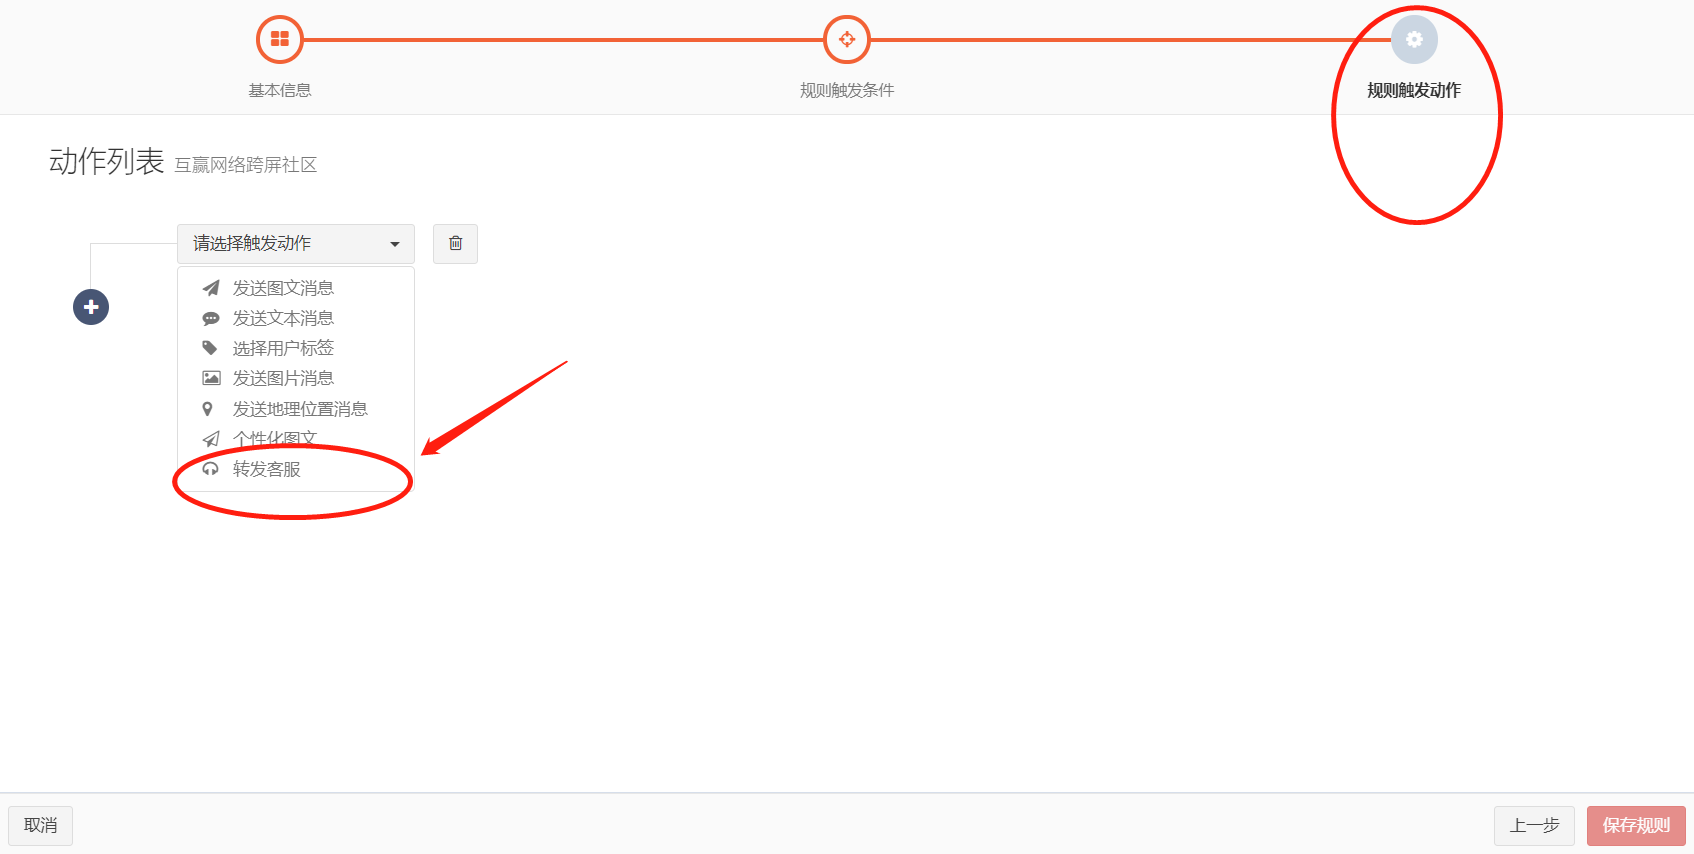 基本信息
规则触发条件
规则触发动作
动作列表 互赢网络跨屏社区
请选择触发动作
发送图文消息
发送文本消息
选择用户标签
发送图片消息
发送地理位置消息
个性化图文
转发客服
取消
上一步
保存规则